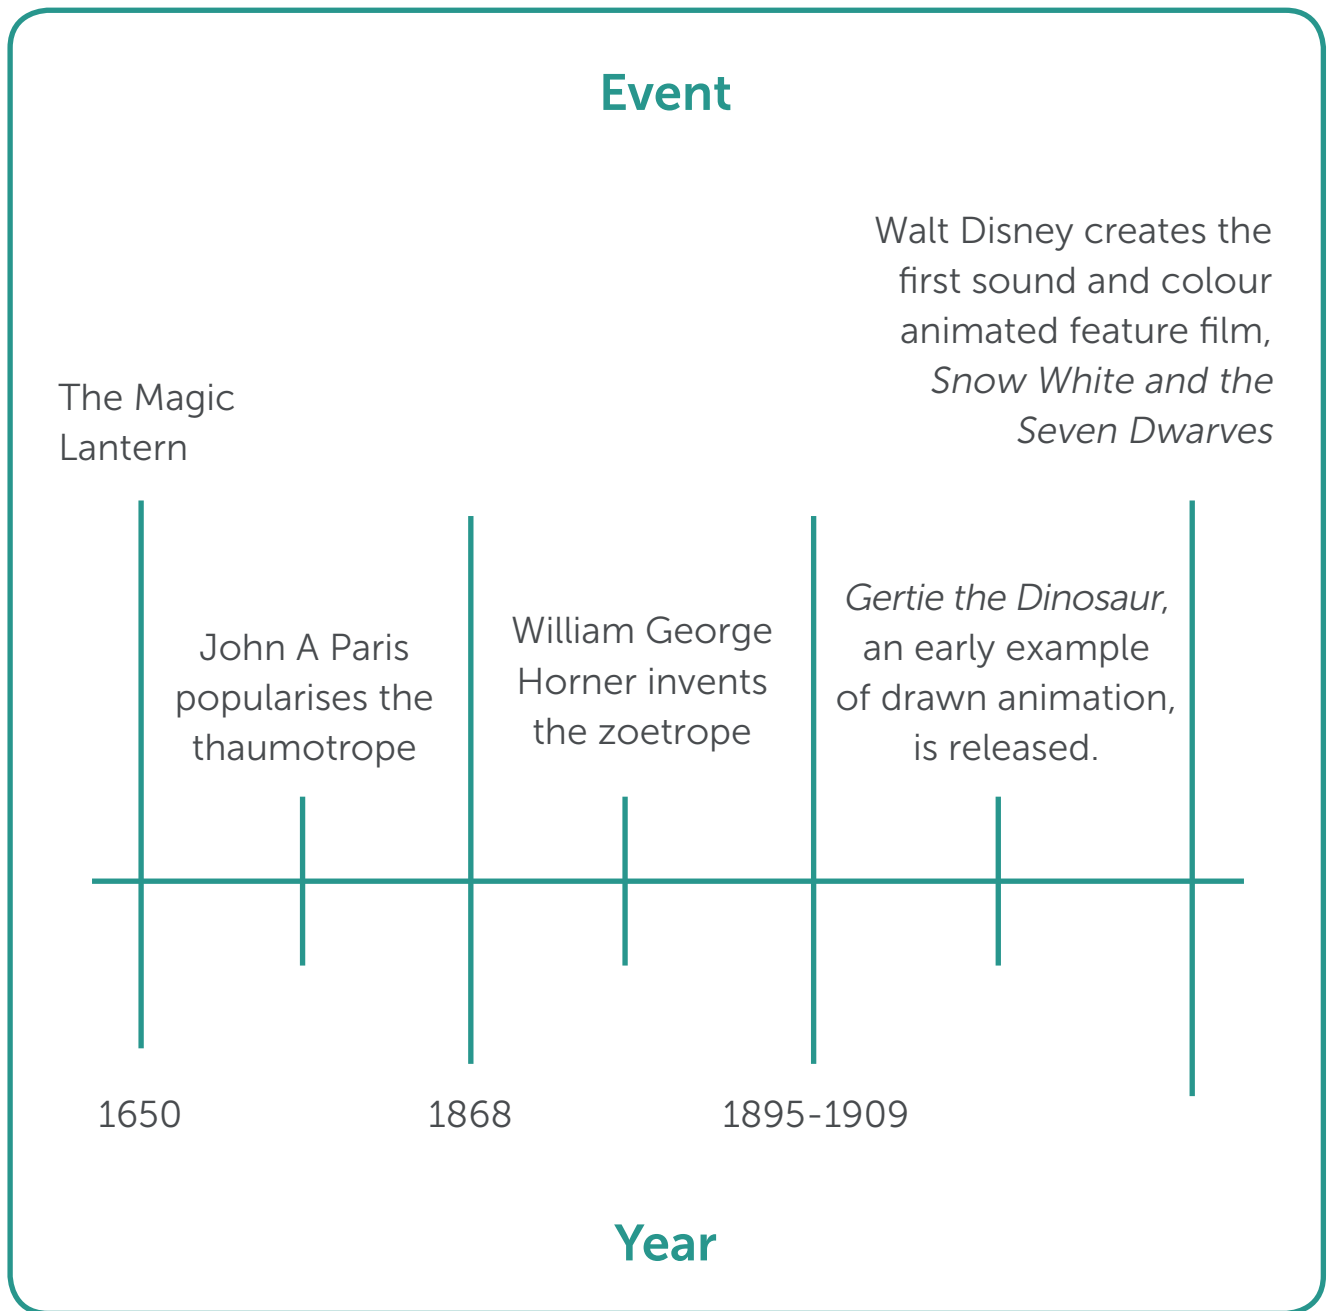 Event
Walt Disney creates the
first sound and colour
animated feature film,
Snow White and the
Seven Dwarves
The Magic
Lantern
John A Paris
popularises the
thaumotrope
William George
Horner invents
the zoetrope
Gertie the Dinosaur,
an early example
of drawn animation,
is released.
1650
1868
1895-1909
Year